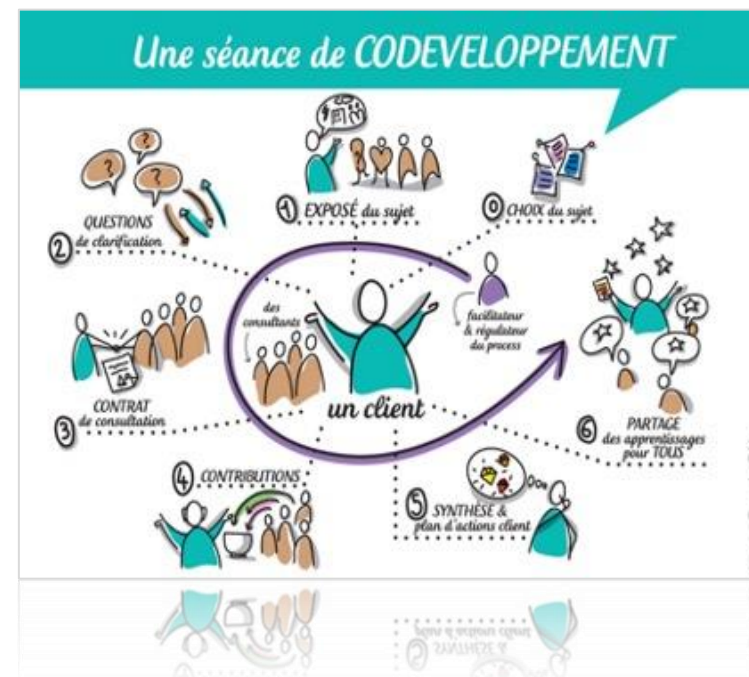 Une séance de CODEVELOPPEMENT
0 CHOIX du sujet
1 EXPOSÉ du sujet
2 QUESTIONS
de clarification
? ? ?
3 CONTRAT
de consultation
4 CONTRIBUTIONS
5 SYNTHÈSE &
plan d'actions client
6 PARTAGE
des apprentissages
pour TOUS
des
consultants
un client
facilitateur
& régulateur
du process